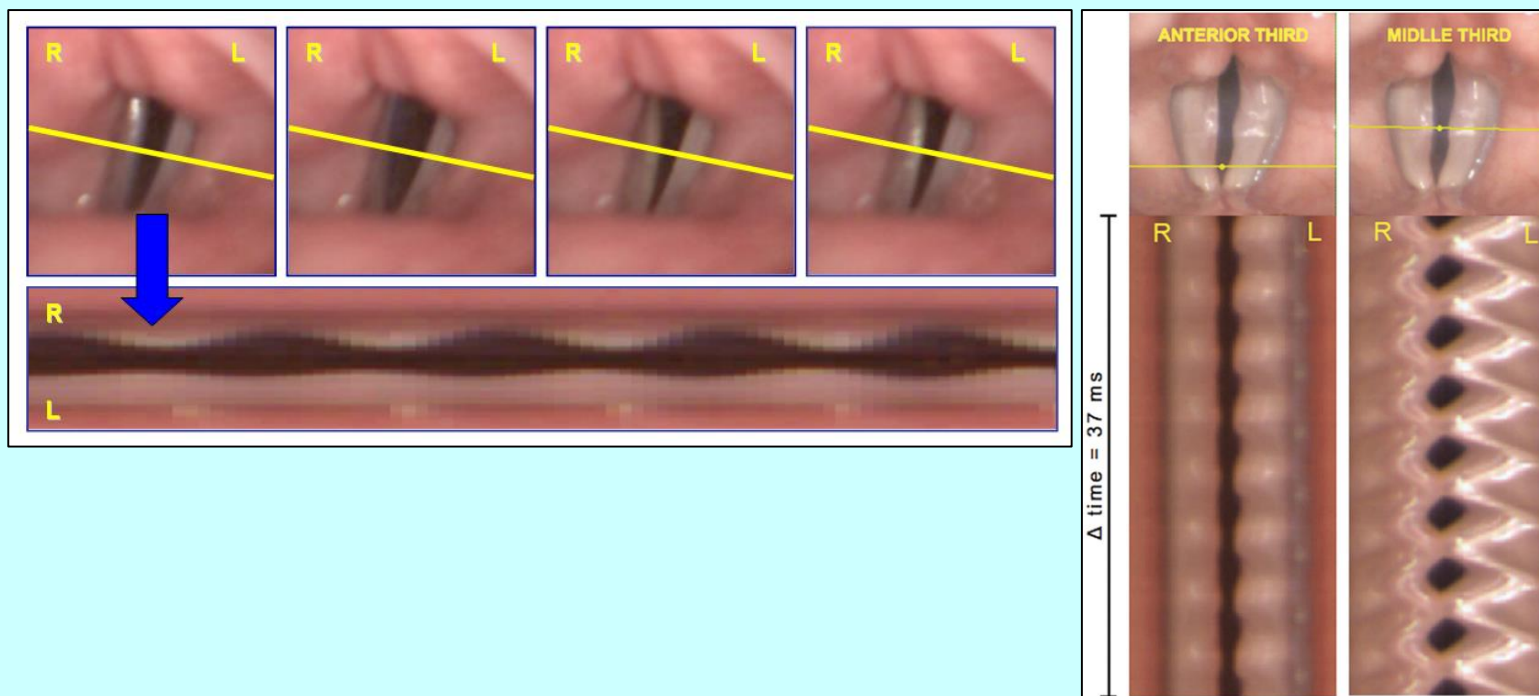 R L
R L
R L
R L
R
L
ANTERIOR THIRD
MIDLLE THIRD
R L
R L
Δ time = 37 ms